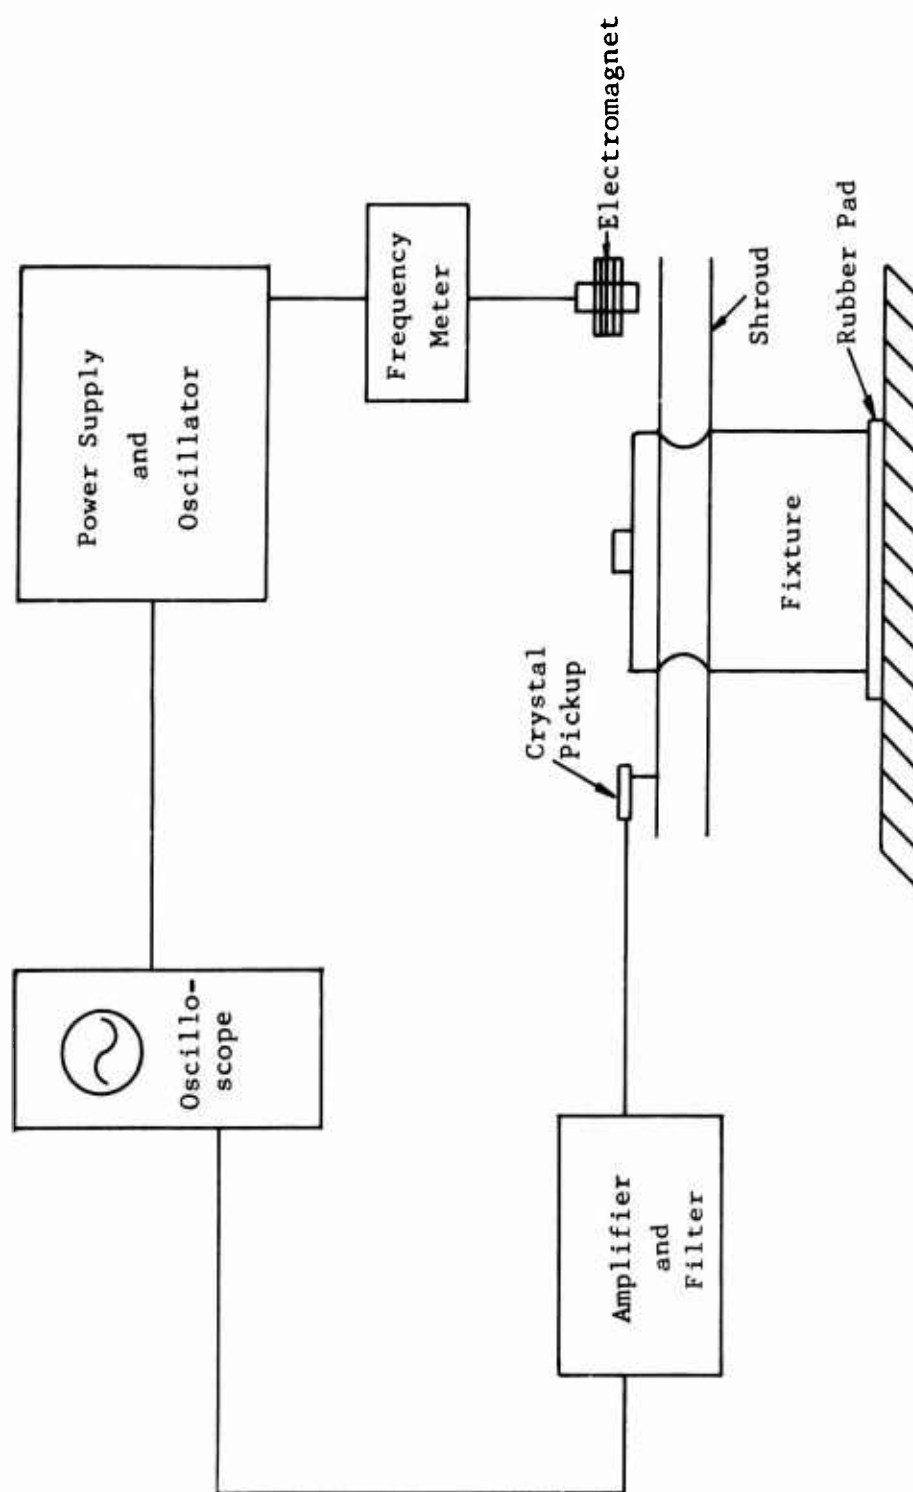 Oscillo-
scope
Power Supply
and
Oscillator
Frequency
Meter
Amplifier
and
Filter
Crystal
Pickup
Electromagnet
Shroud
Fixture
Rubber Pad